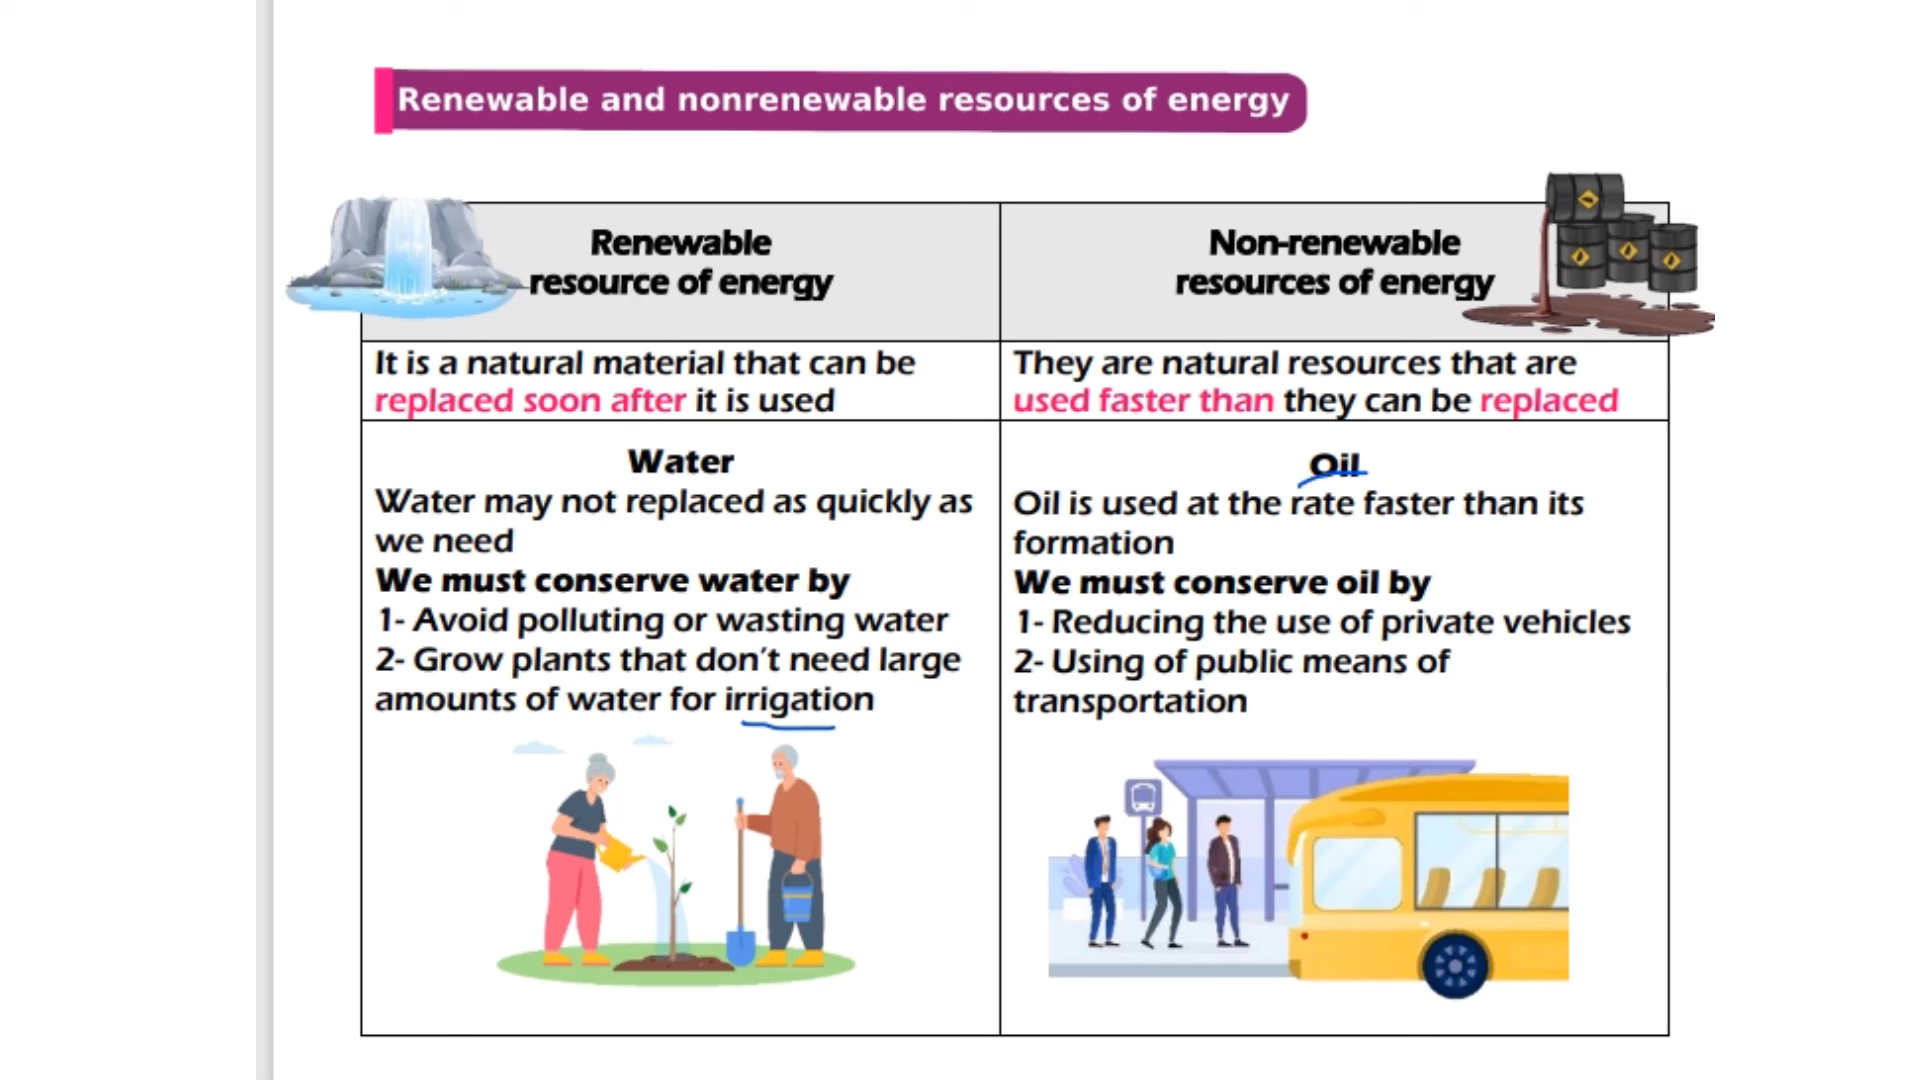 Renewable and nonrenewable resources of energy
Renewable
resource of energy
Non-renewable
resources of energy
It is a natural material that can be
replaced soon after it is used
They are natural resources that are
used faster than they can be replaced
Water
Water may not replaced as quickly as
we need
We must conserve water by
1- Avoid polluting or wasting water
2- Grow plants that don’t need large
amounts of water for irrigation
Oil
Oil is used at the rate faster than its
formation
We must conserve oil by
1- Reducing the use of private vehicles
2- Using of public means of
transportation